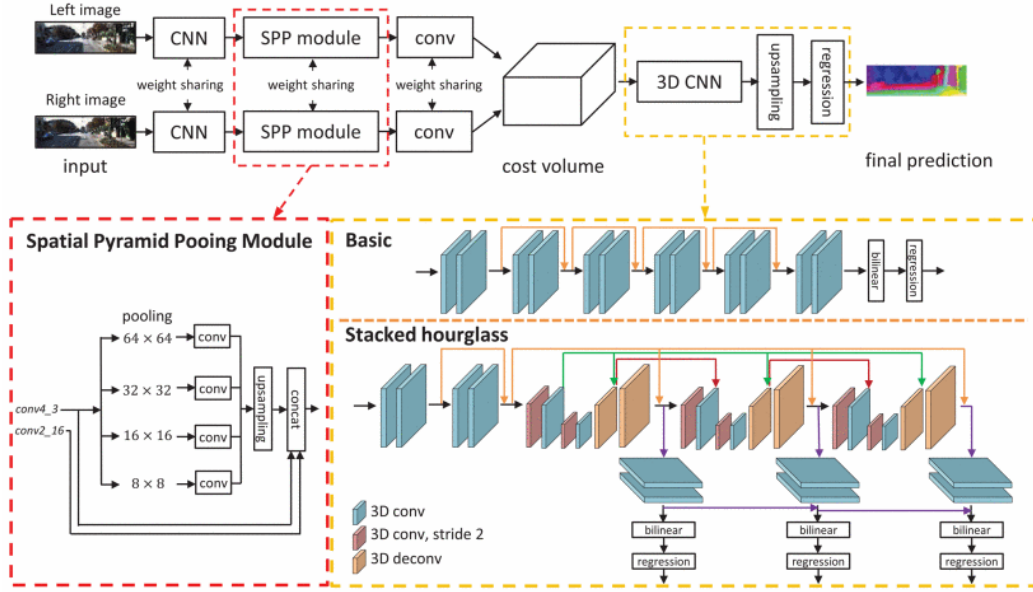 Left image
CNN
SPP module
conv
weight sharing
weight sharing
weight sharing
Right image
CNN
SPP module
conv
3D CNN
upsampling
regression
input
cost volume
final prediction
Spatial Pyramid Pooing Module
pooling
64 × 64
conv
32 × 32
conv
conv4_3
conv2_16
16 × 16
conv
8 × 8
conv
upsampling
concat
Basic
bilinear
regression
Stacked hourglass
3D conv
3D conv, stride 2
3D deconv
bilinear
bilinear
bilinear
regression
regression
regression